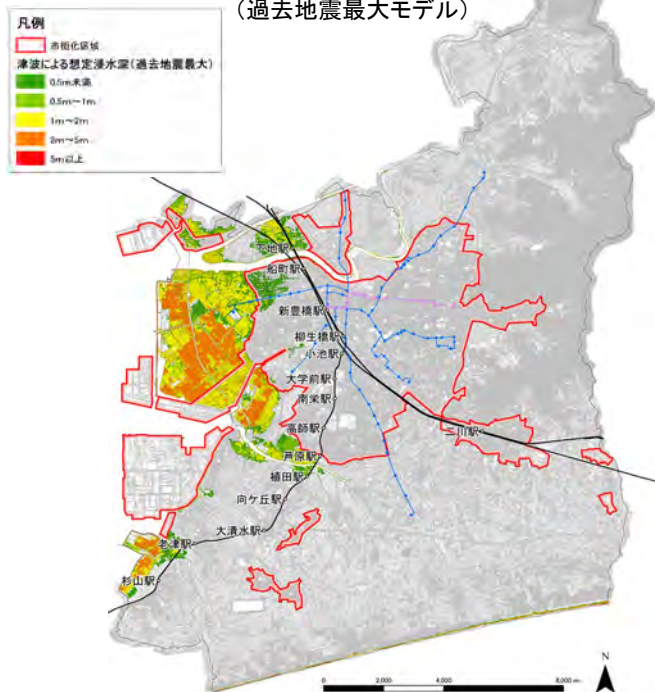 (過去地震最大モデル)
凡例
市街化区域
津波による想定浸水深(過去地震最大)
0.5m未満
0.5m~1m
1m~2m
2m~5m
5m以上
下地駅
船町駅
新豊橋駅
柳生橋駅
小池駅
大学前駅
南栄駅
高師駅
二川駅
芦原駅
植田駅
向ケ丘駅
大清水駅
老津駅
杉山駅
N
0 2,000 4,000 8,000 m